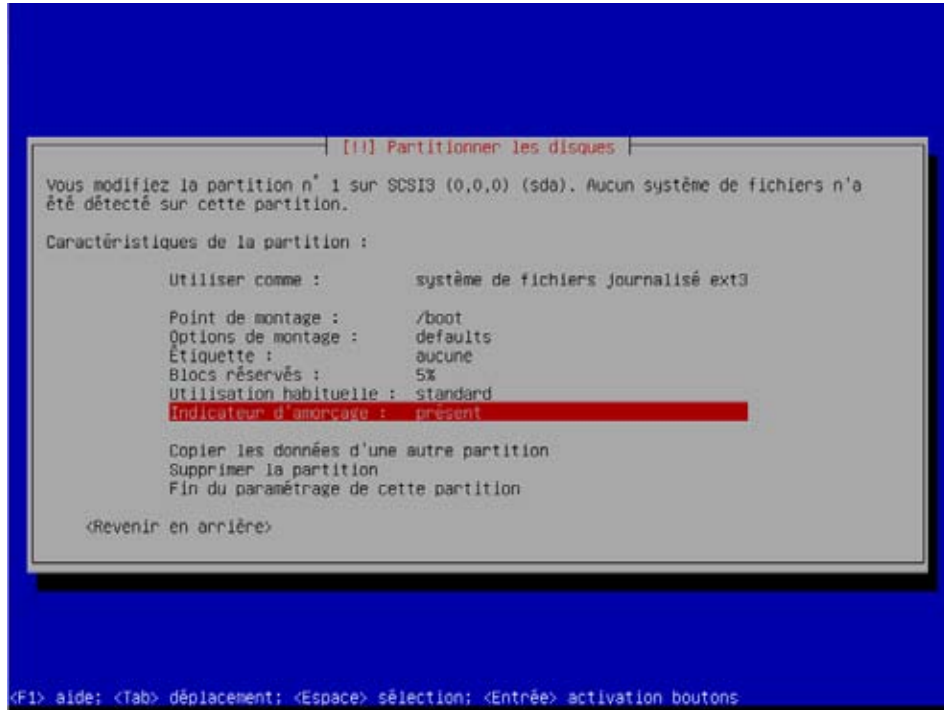 [!!] Partitionner les disques
Vous modifiez la partition n° 1 sur SCSI3 (0,0,0) (sda). Aucun système de fichiers n'a
été détecté sur cette partition.
Caractéristiques de la partition :
Utiliser comme : système de fichiers journalisé ext3
Point de montage : /boot
Options de montage : defaults
Étiquette : aucune
Blocs réservés : 5%
Utilisation habituelle : standard
Indicateur d'amorçage : présent
Copier les données d'une autre partition
Supprimer la partition
Fin du paramétrage de cette partition
<Revenir en arrière>
<F1> aide; <Tab> déplacement; <Espace> sélection; <Entrée> activation boutons